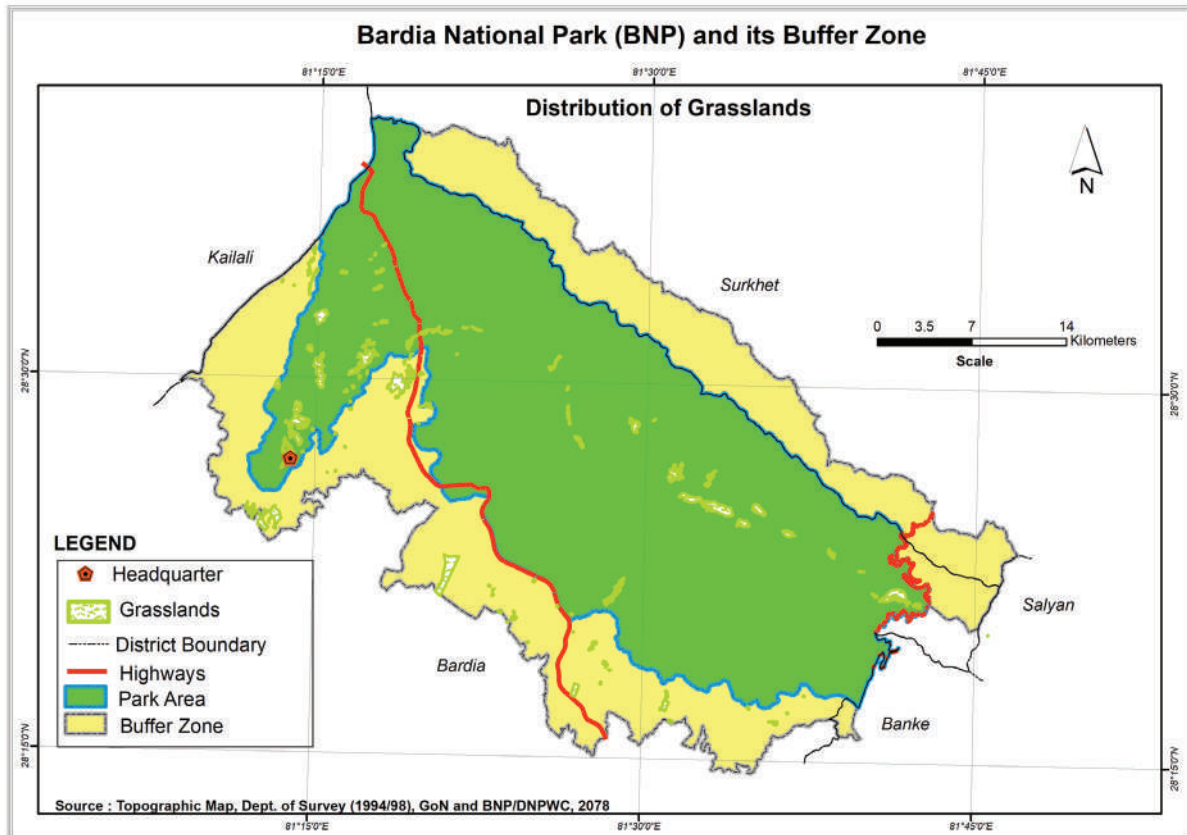 Bardia National Park (BNP) and its Buffer Zone
81°15'0"E
81°30'0"E
81°45'0"E
Distribution of Grasslands
N
Kailali
Surkhet
0 3.5 7 14
Kilometers
Scale
28°30'0"N
28°30'0"N
LEGEND
Headquarter
Grasslands
District Boundary
Highways
Park Area
Buffer Zone
Salyan
Bardia
Banke
28°15'0"N
28°15'0"N
Source : Topographic Map, Dept. of Survey (1994/98), GoN and BNP/DNPWC, 2078
81°15'0"E
81°30'0"E
81°45'0"E